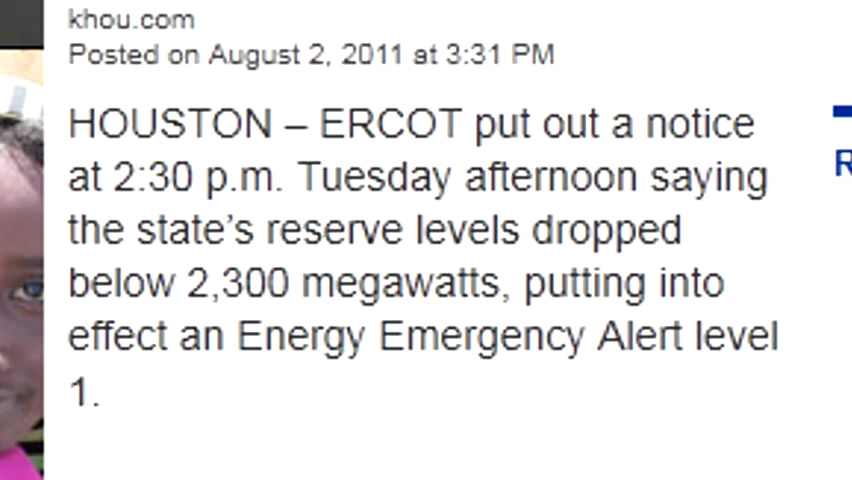 khou.com
Posted on August 2, 2011 at 3:31 PM
HOUSTON – ERCOT put out a notice
at 2:30 p.m. Tuesday afternoon saying
the state’s reserve levels dropped
below 2,300 megawatts, putting into
effect an Energy Emergency Alert level
1.